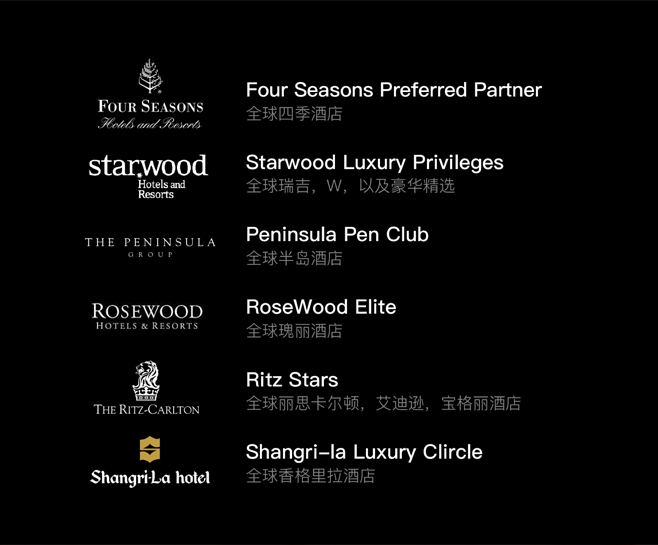 FOUR SEASONS
Hotels and Resorts
Four Seasons Preferred Partner
全球四季酒店
starwood
Hotels and
Resorts
Starwood Luxury Privileges
全球瑞吉，W，以及豪华精选
THE PENINSULA
GROUP
Peninsula Pen Club
全球半岛酒店
ROSEWOOD
HOTELS & RESORTS
RoseWood Elite
全球瑰丽酒店
THE RITZ-CARLTON
Ritz Stars
全球丽思卡尔顿，艾迪逊，宝格丽酒店
Shangri-La hotel
Shangri-la Luxury Clircle
全球香格里拉酒店